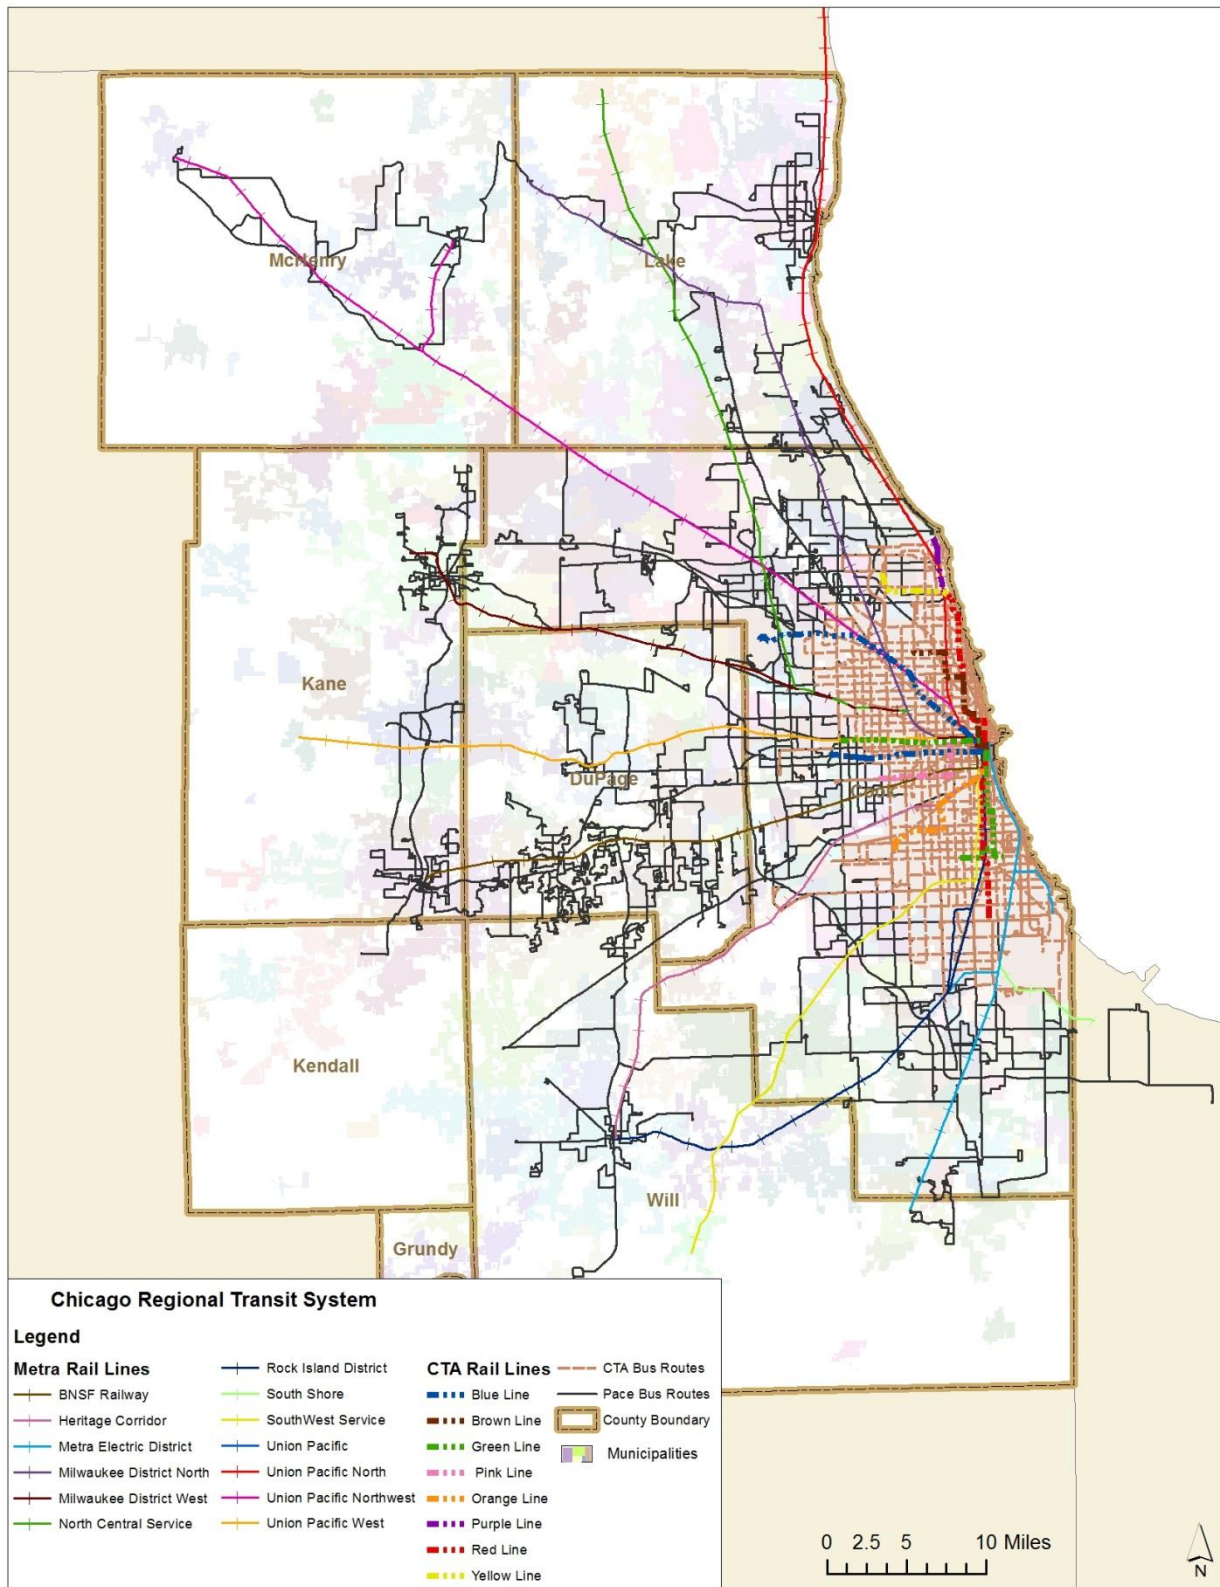 McHenry
Lake
Kane
DuPage
Cook
Kendall
Will
Grundy
Chicago Regional Transit System
Legend
Metra Rail Lines
BNSF Railway
Heritage Corridor
Metra Electric District
Milwaukee District North
Milwaukee District West
North Central Service
Rock Island District
South Shore
SouthWest Service
Union Pacific
Union Pacific North
Union Pacific Northwest
Union Pacific West
CTA Rail Lines
Blue Line
Brown Line
Green Line
Pink Line
Orange Line
Purple Line
Red Line
Yellow Line
CTA Bus Routes
Pace Bus Routes
County Boundary
Municipalities
0 2.5 5 10 Miles
N